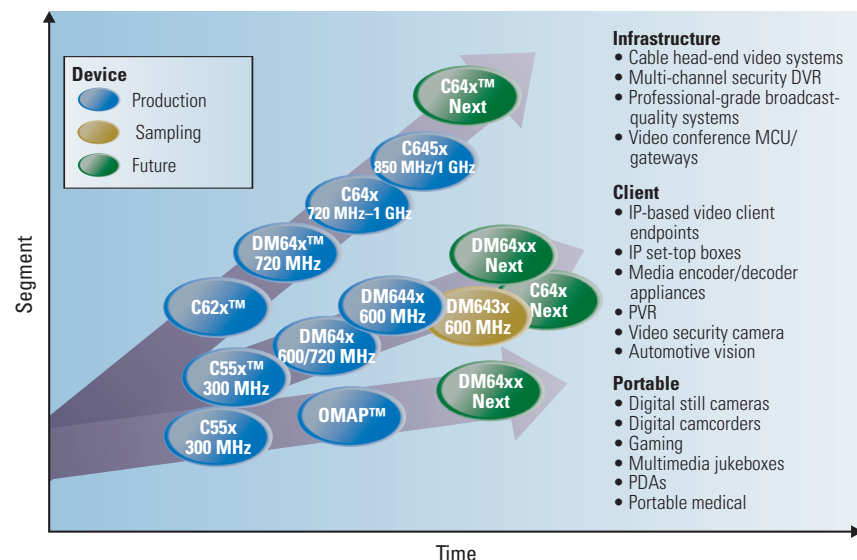 Device
Production
Sampling
Future
C64x™
Next
C645x
850 MHz/1 GHz
C64x
720 MHz–1 GHz
DM64x™
720 MHz
C62x™
DM64xx
Next
C64x
Next
DM643x
600 MHz
DM644x
600 MHz
DM64x
600/720 MHz
C55x™
300 MHz
DM64xx
Next
OMAP™
C55x
300 MHz
Infrastructure
• Cable head-end video systems
• Multi-channel security DVR
• Professional-grade broadcast-
quality systems
• Video conference MCU/
gateways
Client
• IP-based video client
endpoints
• IP set-top boxes
• Media encoder/decoder
appliances
• PVR
• Video security camera
• Automotive vision
Portable
• Digital still cameras
• Digital camcorders
• Gaming
• Multimedia jukeboxes
• PDAs
• Portable medical
Segment
Time